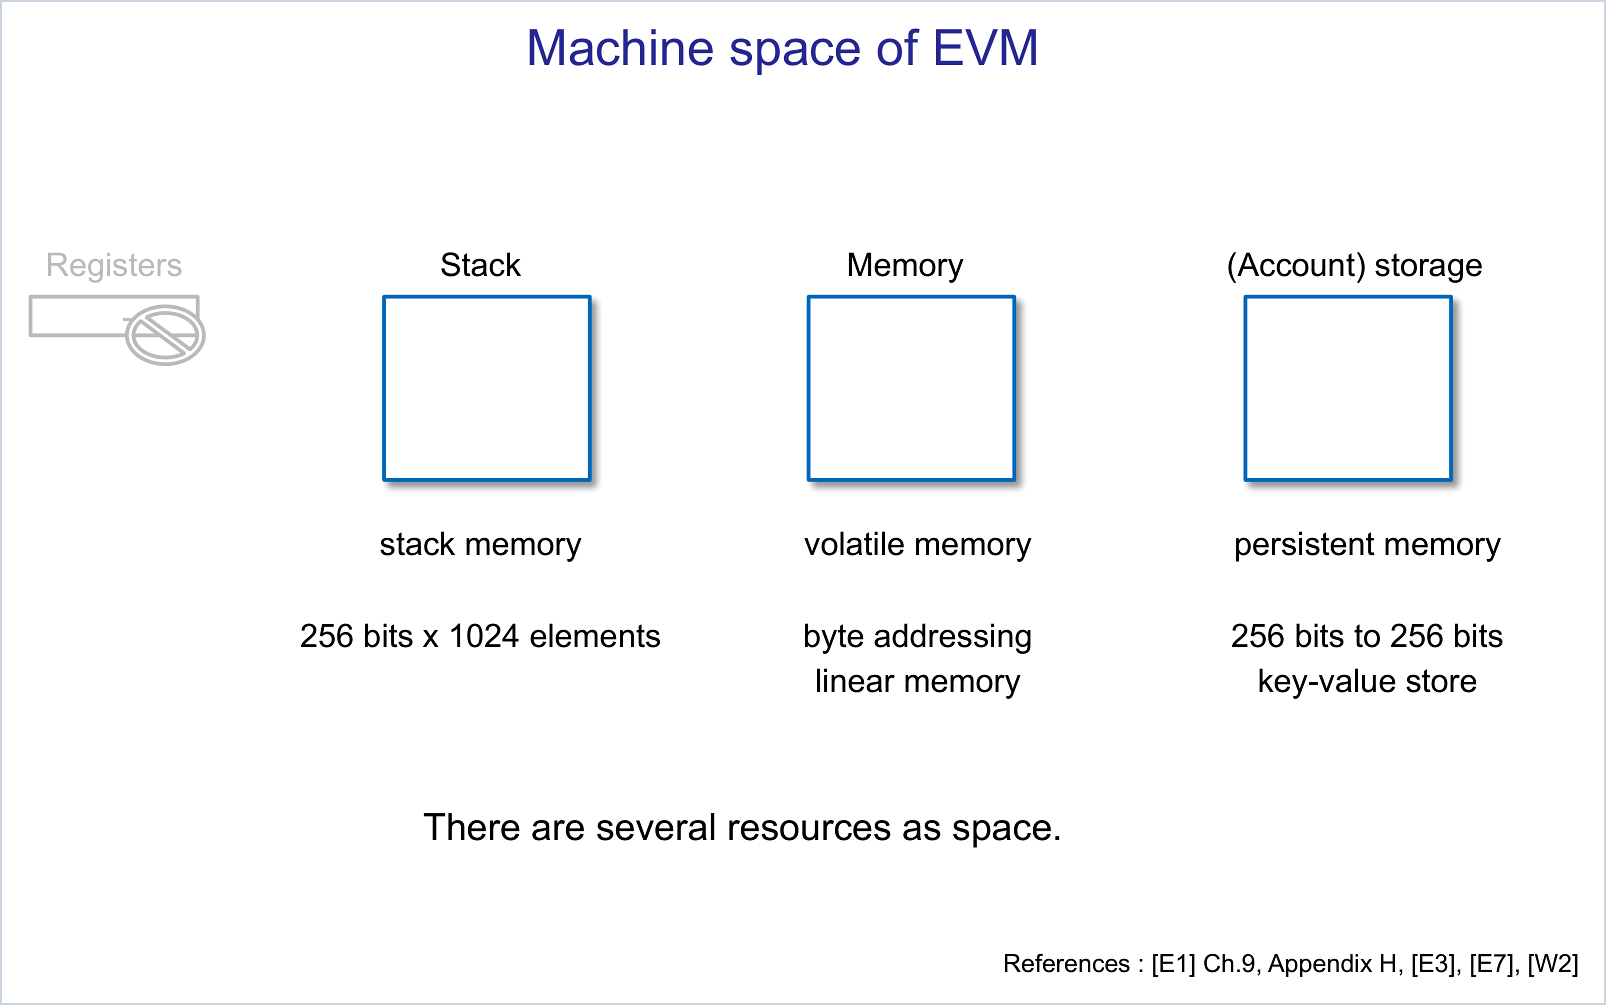 Machine space of EVM
Registers
Stack
Memory
(Account) storage
stack memory
volatile memory
persistent memory
256 bits x 1024 elements
byte addressing
linear memory
256 bits to 256 bits
key-value store
There are several resources as space.
References : [E1] Ch.9, Appendix H, [E3], [E7], [W2]